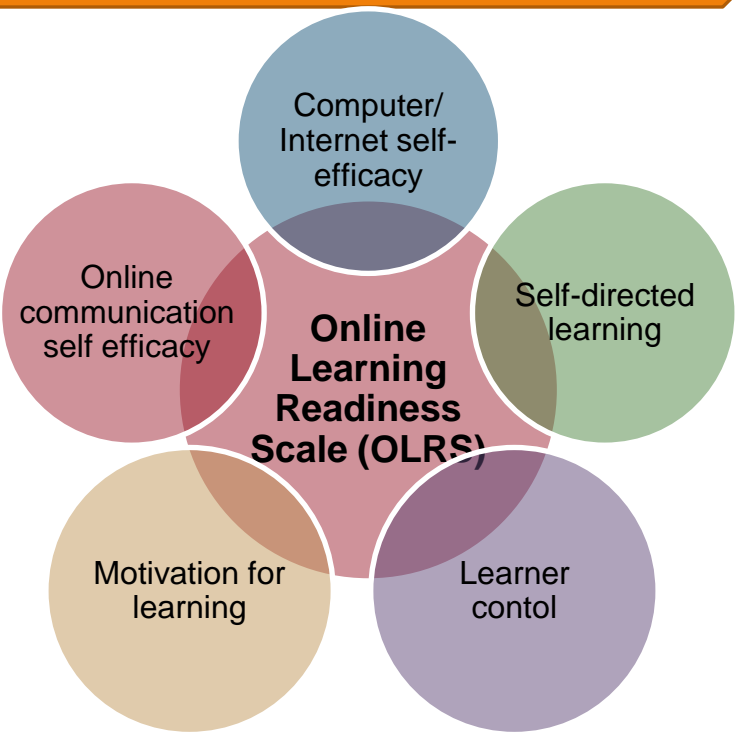 Computer/
Internet self-
efficacy
Online
communication
self efficacy
Self-directed
learning
Online
Learning
Readiness
Scale (OLRS)
Motivation for
learning
Learner
contol